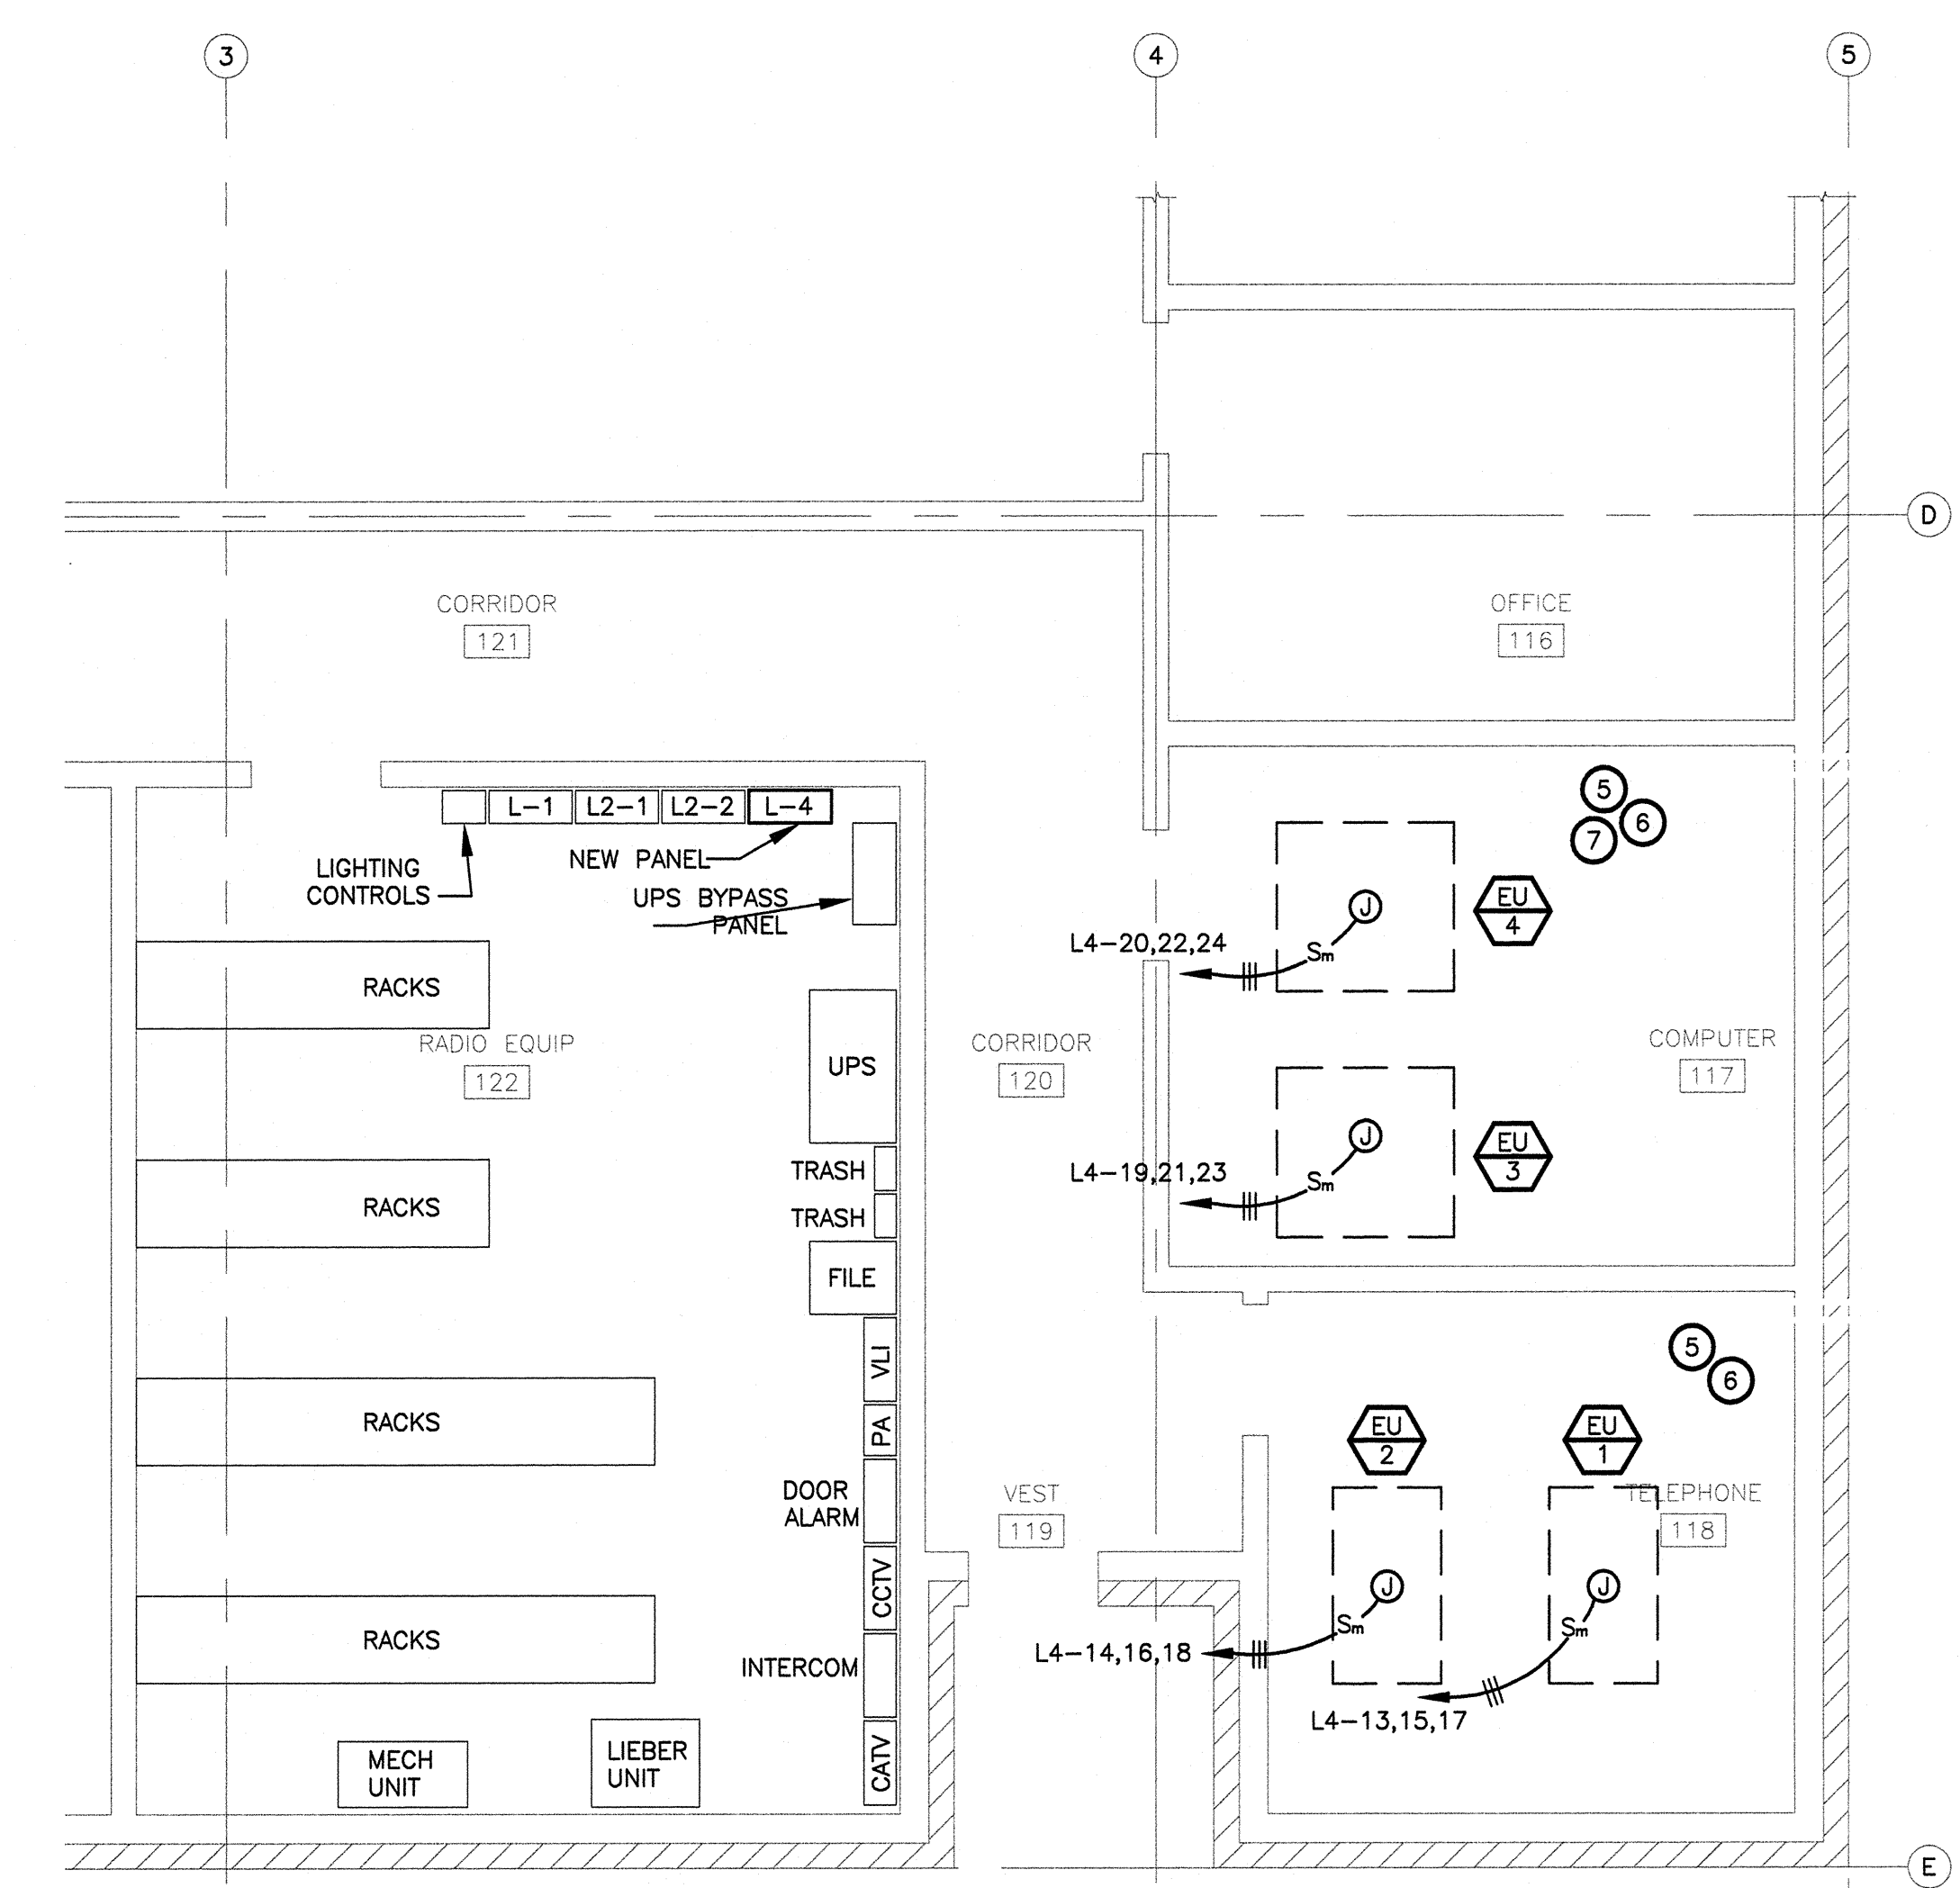 3
4
5
D
CORRIDOR
121
OFFICE
116
L-1
L2-1
L2-2
L-4
LIGHTING
CONTROLS
NEW PANEL
UPS BYPASS
PANEL
5
6
7
EU
4
J
Sm
L4-20,22,24
RACKS
RADIO EQUIP
122
UPS
CORRIDOR
120
COMPUTER
117
EU
3
J
Sm
L4-19,21,23
TRASH
RACKS
TRASH
FILE
VLI
5
6
RACKS
PA
EU
2
EU
1
DOOR
ALARM
VEST
119
TELEPHONE
118
CCTV
J
Sm
J
Sm
RACKS
L4-14,16,18
INTERCOM
L4-13,15,17
MECH
UNIT
LIEBER
UNIT
CATV
E